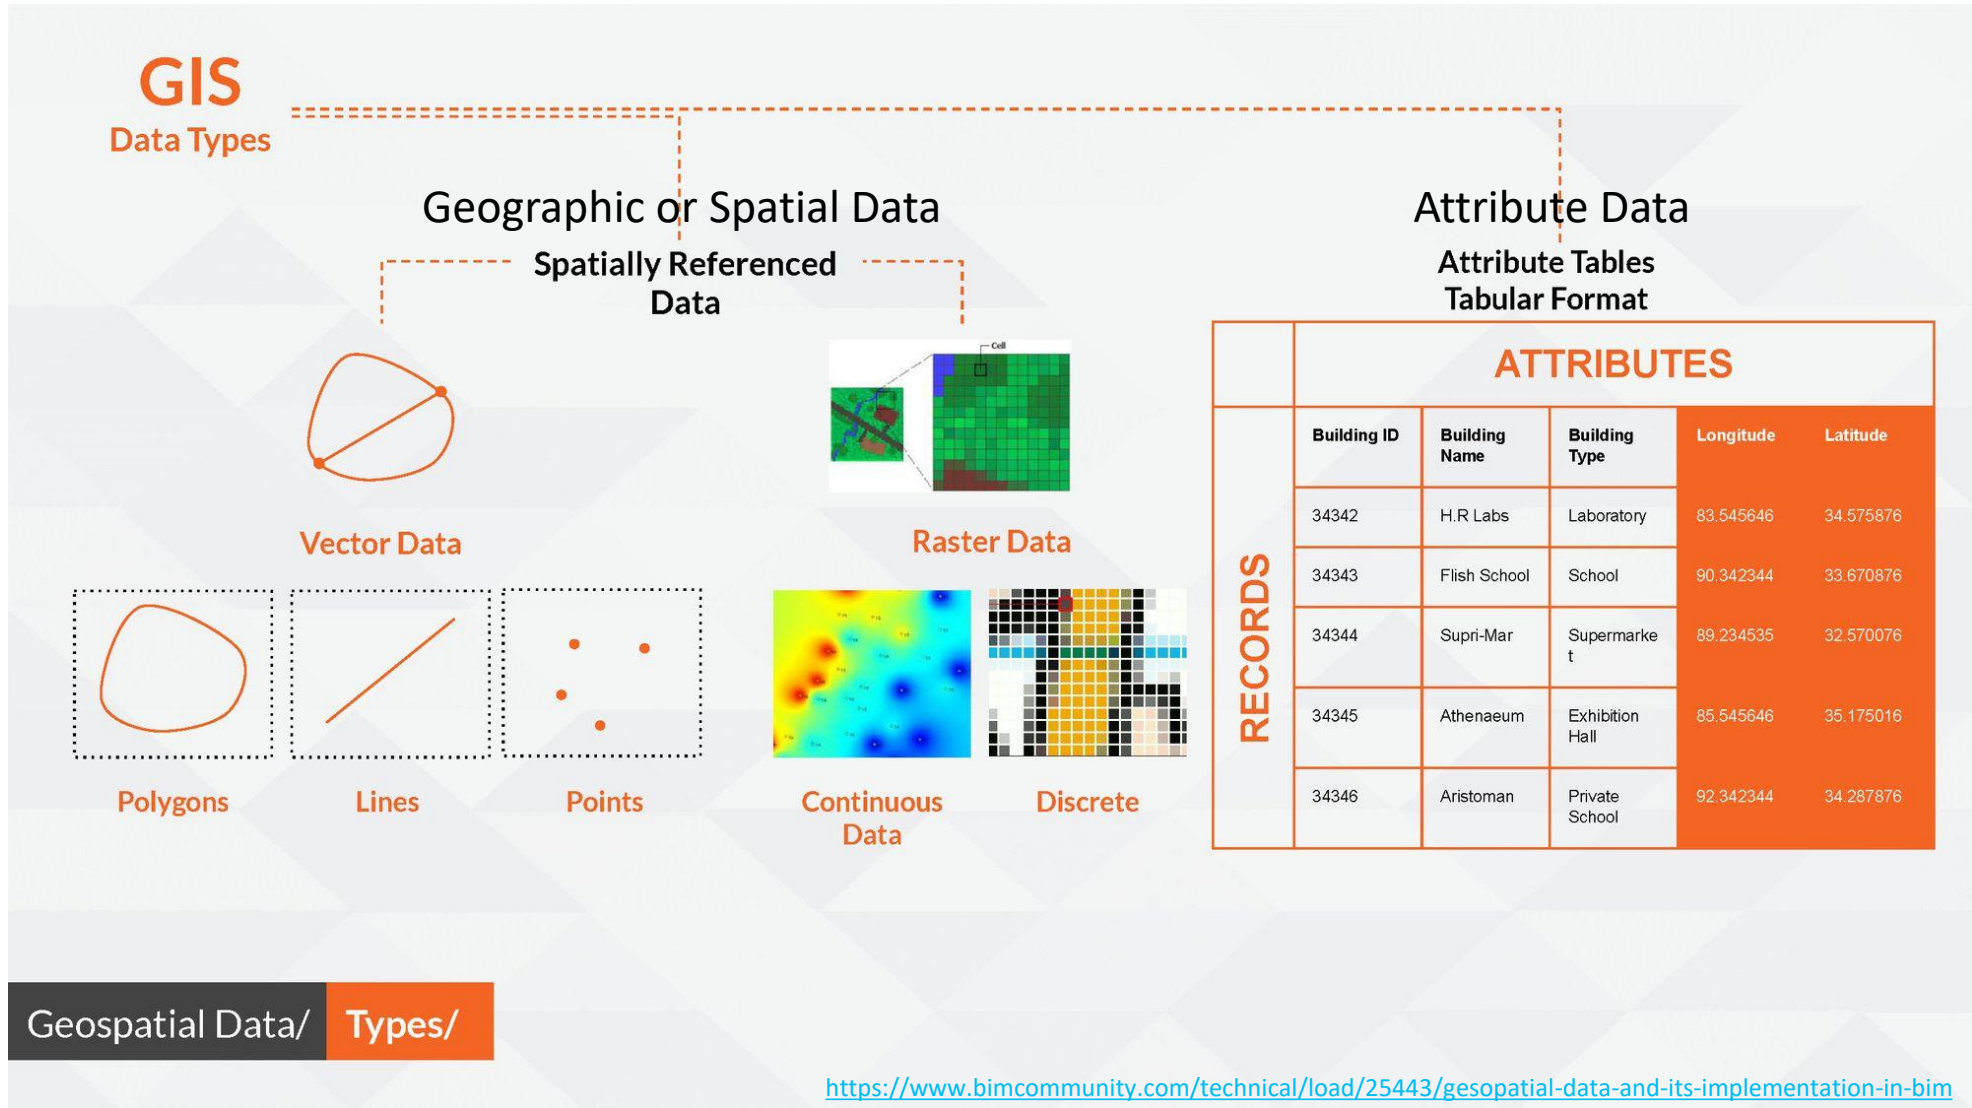 GIS
Data Types
Geographic or Spatial Data
Spatially Referenced
Data
Vector Data
Cell
Raster Data
Polygons
Lines
Points
Continuous
Data
Discrete
Attribute Data
Attribute Tables
Tabular Format
ATTRIBUTES
RECORDS
Building ID Building Name Building Type Longitude Latitude
34342 H.R Labs Laboratory 83.545646 34.575876
34343 Flish School School 90.342344 33.670876
34344 Supri-Mar Supermarke
t 89.234535 32.570076
34345 Athenaeum Exhibition
Hall 85.545646 35.175016
34346 Aristoman Private
School 92.342344 34.287876
Geospatial Data/ Types/
https://www.bimcommunity.com/technical/load/25443/gesopatial-data-and-its-implementation-in-bim